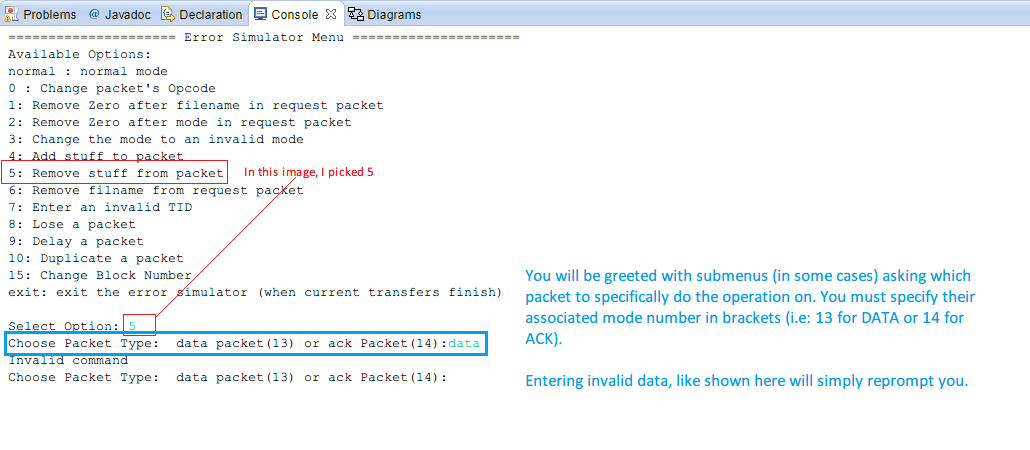 Problems @ Javadoc Declaration Console Diagrams
===================== Error Simulator Menu =====================
Available Options:
normal : normal mode
0 : Change packet's Opcode
1: Remove Zero after filename in request packet
2: Remove Zero after mode in request packet
3: Change the mode to an invalid mode
4: Add stuff to packet
5: Remove stuff from packet
In this image, I picked 5
6: Remove filname from request packet
7: Enter an invalid TID
8: Lose a packet
9: Delay a packet
10: Duplicate a packet
15: Change Block Number
exit: exit the error simulator (when current transfers finish)
Select Option: 5
Choose Packet Type:  data packet(13) or ack Packet(14):data
Invalid command
Choose Packet Type:  data packet(13) or ack Packet(14):
You will be greeted with submenus (in some cases) asking which
packet to specifically do the operation on. You must specify their
associated mode number in brackets (i.e: 13 for DATA or 14 for
ACK).
Entering invalid data, like shown here will simply reprompt you.